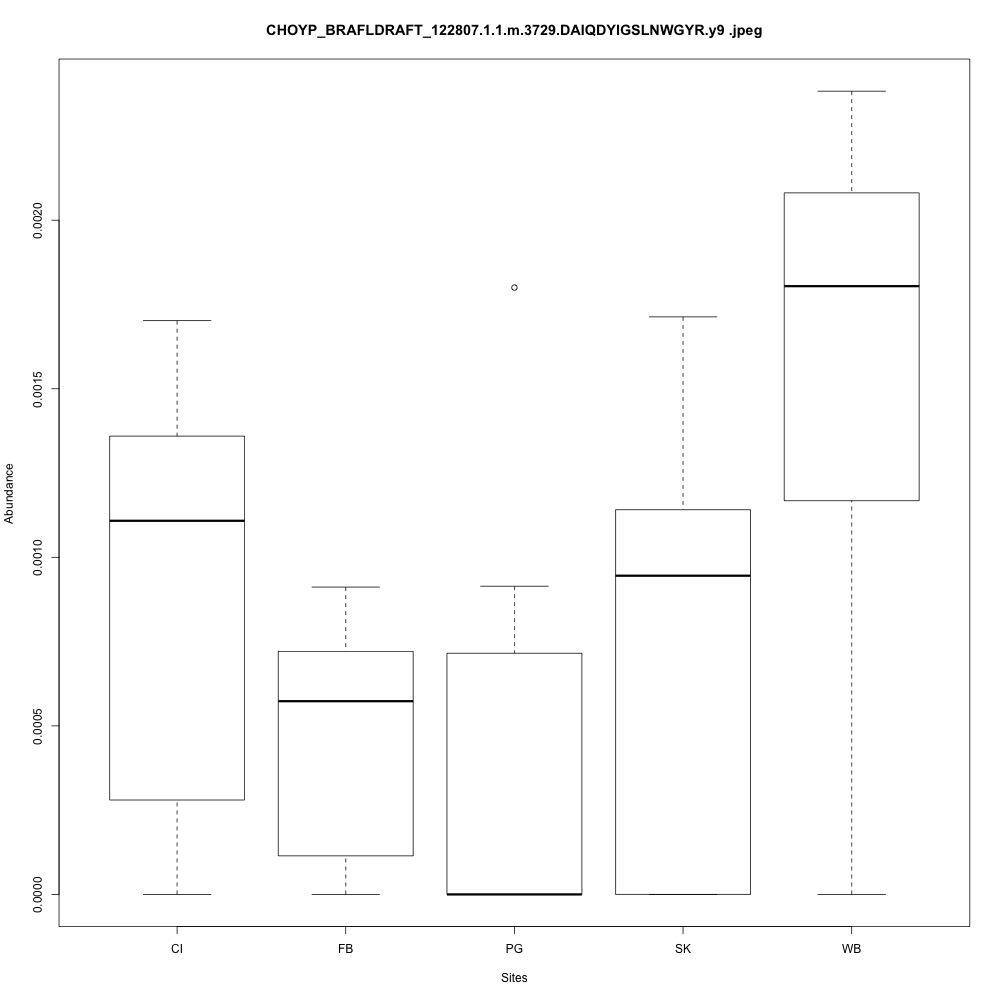 CHOYP_BRAFLDRAFT_122807.1.1.m.3729.DAIQDYIGSLNWGYR.y9 .jpeg
Abundance
0.0020
0.0015
0.0010
0.0005
0.0000
CI FB PG SK WB
Sites